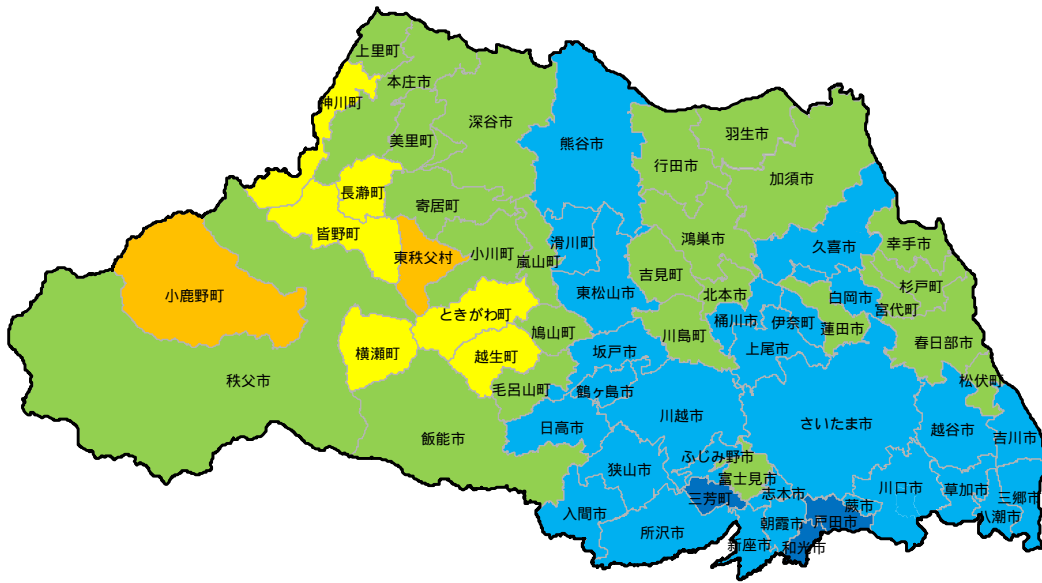 上里町
本庄市
神川町
深谷市
美里町
熊谷市
羽生市
行田市
加須市
長瀞町
寄居町
皆野町
鴻巣市
滑川町
久喜市
幸手市
東秩父村
小川町
嵐山町
吉見町
杉戸町
小鹿野町
東松山市
北本市
白岡市
宮代町
ときがわ町
桶川市
伊奈町
蓮田市
鳩山町
川島町
春日部市
横瀬町
越生町
坂戸市
上尾市
秩父市
毛呂山町
鶴ヶ島市
松伏町
川越市
さいたま市
飯能市
日高市
越谷市
吉川市
ふじみ野市
狭山市
富士見市
三芳町
志木市
川口市
草加市
三郷市
入間市
蕨市
八潮市
所沢市
朝霞市
戸田市
新座市
和光市